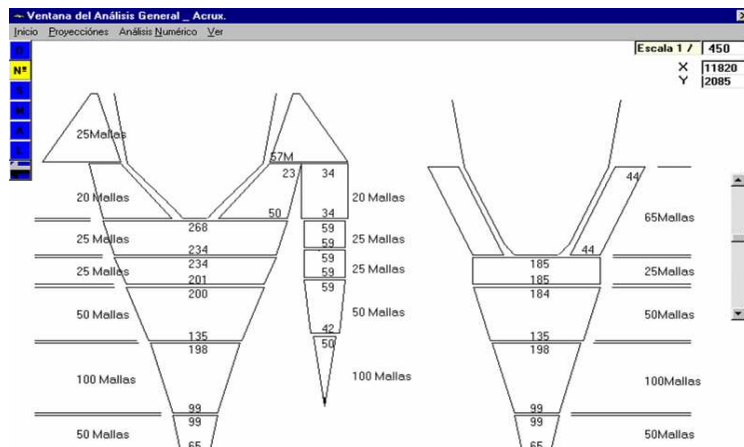 Ventana del Análisis General _ Acrux.
Inicio Proyecciónes Análisis Numérico Ver
Escala 1 / 450
X 11820
Y 2085
Nº
25Mallas
57M
23 34
44
20 Mallas
20 Mallas
65Mallas
50 34
268
59
44
25 Mallas
234
59
25 Mallas
234
59
185
25 Mallas
201
59
25 Mallas
185
25Mallas
200
59
184
50 Mallas
50 Mallas
50Mallas
135
42
135
198
50
198
100 Mallas
100 Mallas
100Mallas
99
99
99
99
50 Mallas
50Mallas
65
65